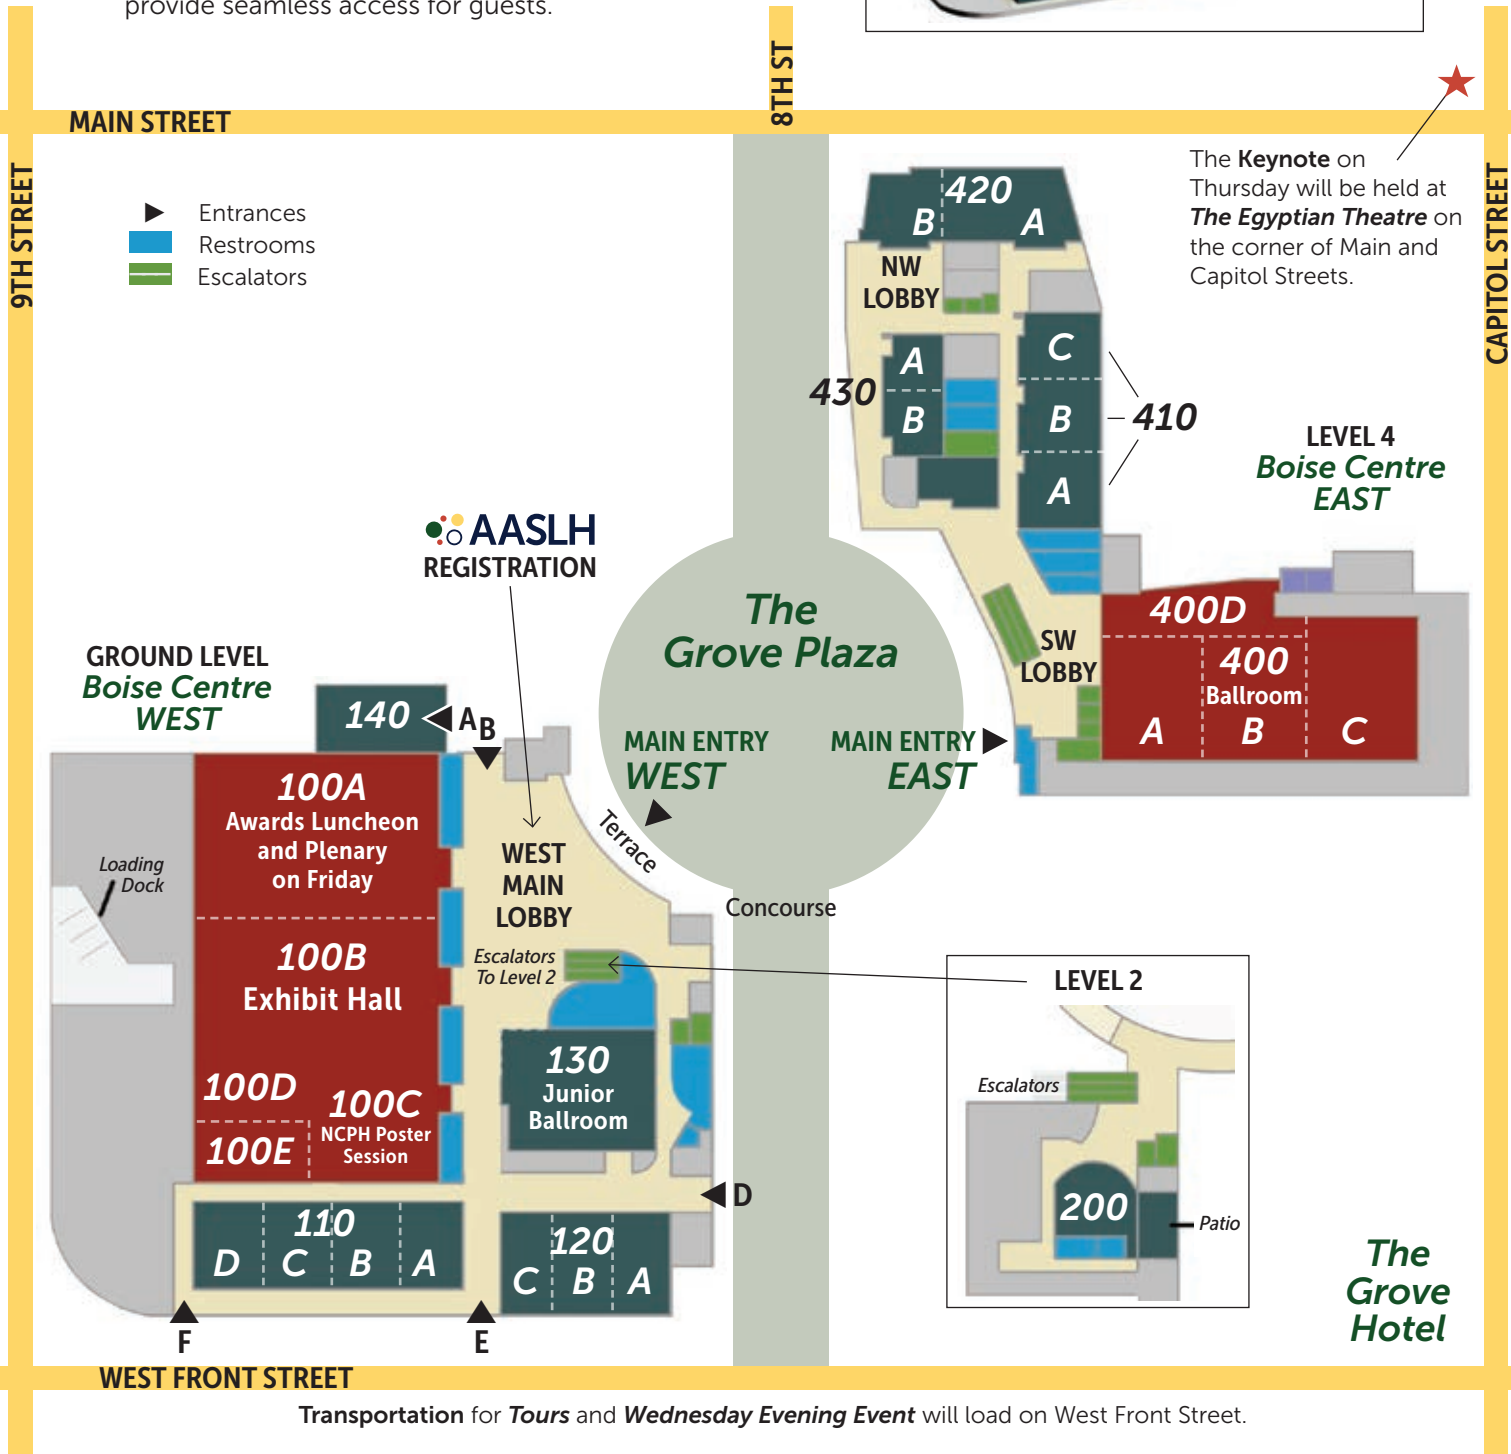 provide seamless access for guests.
8TH ST
MAIN STREET
9TH STREET
CAPITOL STREET
The Keynote on
Thursday will be held at
The Egyptian Theatre on
the corner of Main and
Capitol Streets.
Entrances
Restrooms
Escalators
420
B A
NW
LOBBY
A
430
B
C
B
410
A
LEVEL 4
Boise Centre
EAST
AASLH
REGISTRATION
The
Grove Plaza
400D
SW
LOBBY
400
Ballroom
A B C
GROUND LEVEL
Boise Centre
WEST
140
A
B
MAIN ENTRY
WEST
MAIN ENTRY
EAST
100A
Awards Luncheon
and Plenary
on Friday
Loading
Dock
WEST
MAIN
LOBBY
Terrace
Concourse
100B
Exhibit Hall
Escalators
To Level 2
LEVEL 2
130
Junior
Ballroom
Escalators
100D
100C
NCPH Poster
Session
100E
D
200
Patio
110
D C B A
120
C B A
The
Grove
Hotel
F
E
WEST FRONT STREET
Transportation for Tours and Wednesday Evening Event will load on West Front Street.